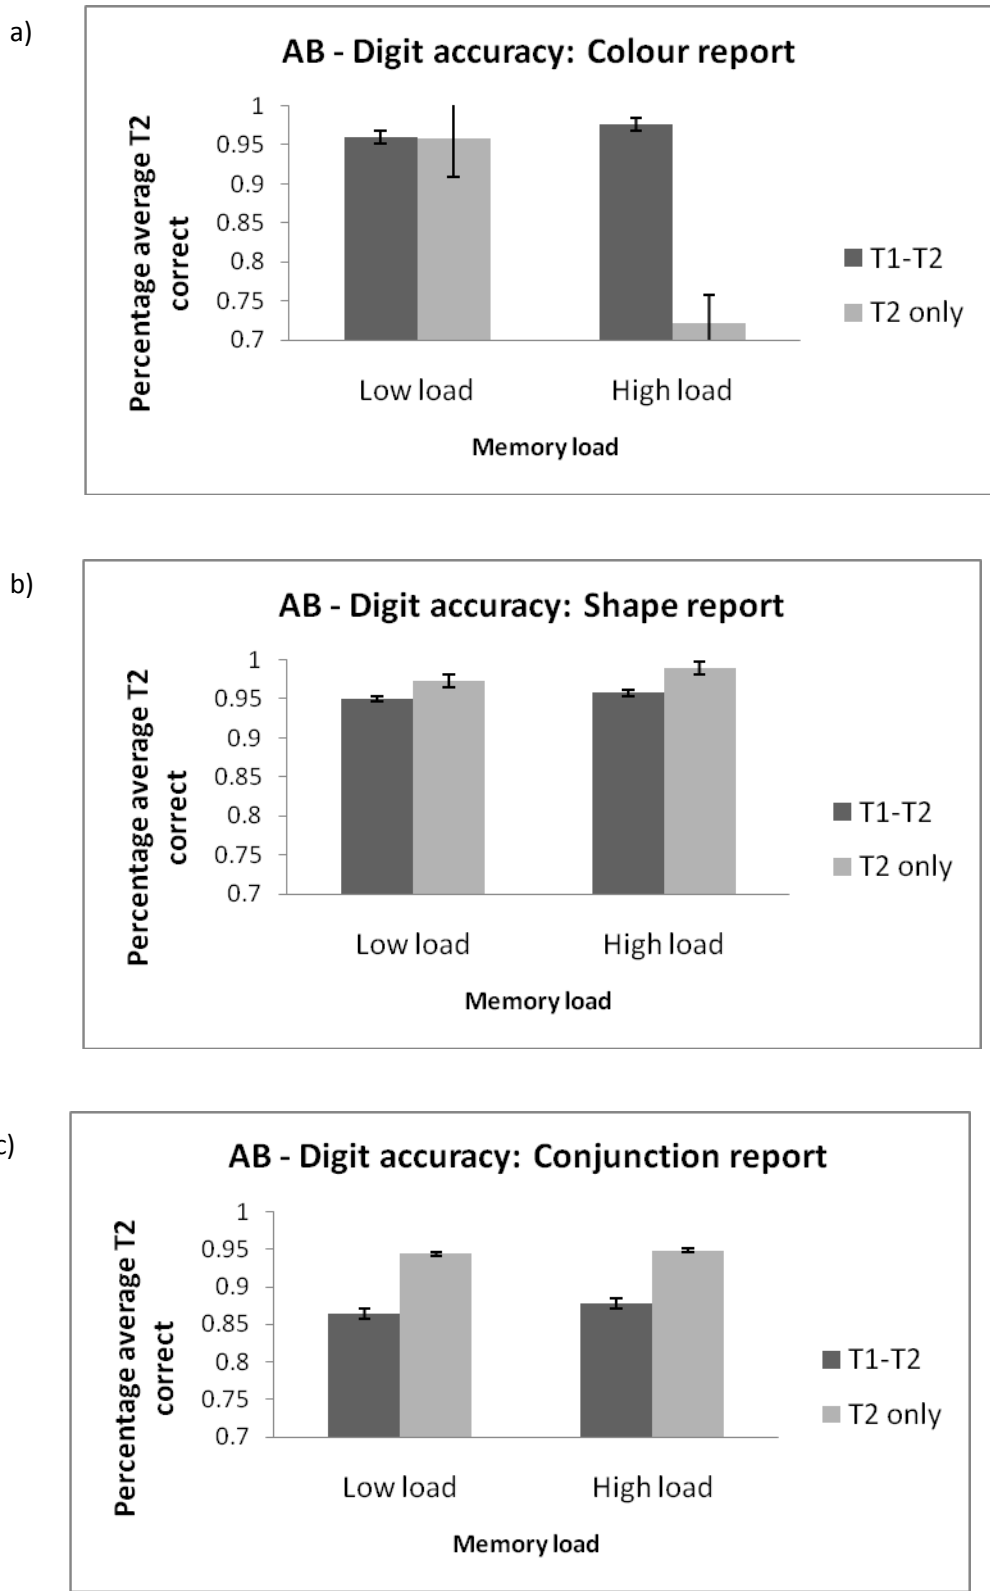 a)
AB - Digit accuracy: Colour report
Percentage average T2
correct
1
0.95
0.9
0.85
0.8
0.75
0.7
Low load
High load
Memory load
T1-T2
T2 only
b)
AB - Digit accuracy: Shape report
Percentage average T2
correct
1
0.95
0.9
0.85
0.8
0.75
0.7
Low load
High load
Memory load
T1-T2
T2 only
c)
AB - Digit accuracy: Conjunction report
Percentage average T2
correct
1
0.95
0.9
0.85
0.8
0.75
0.7
Low load
High load
Memory load
T1-T2
T2 only